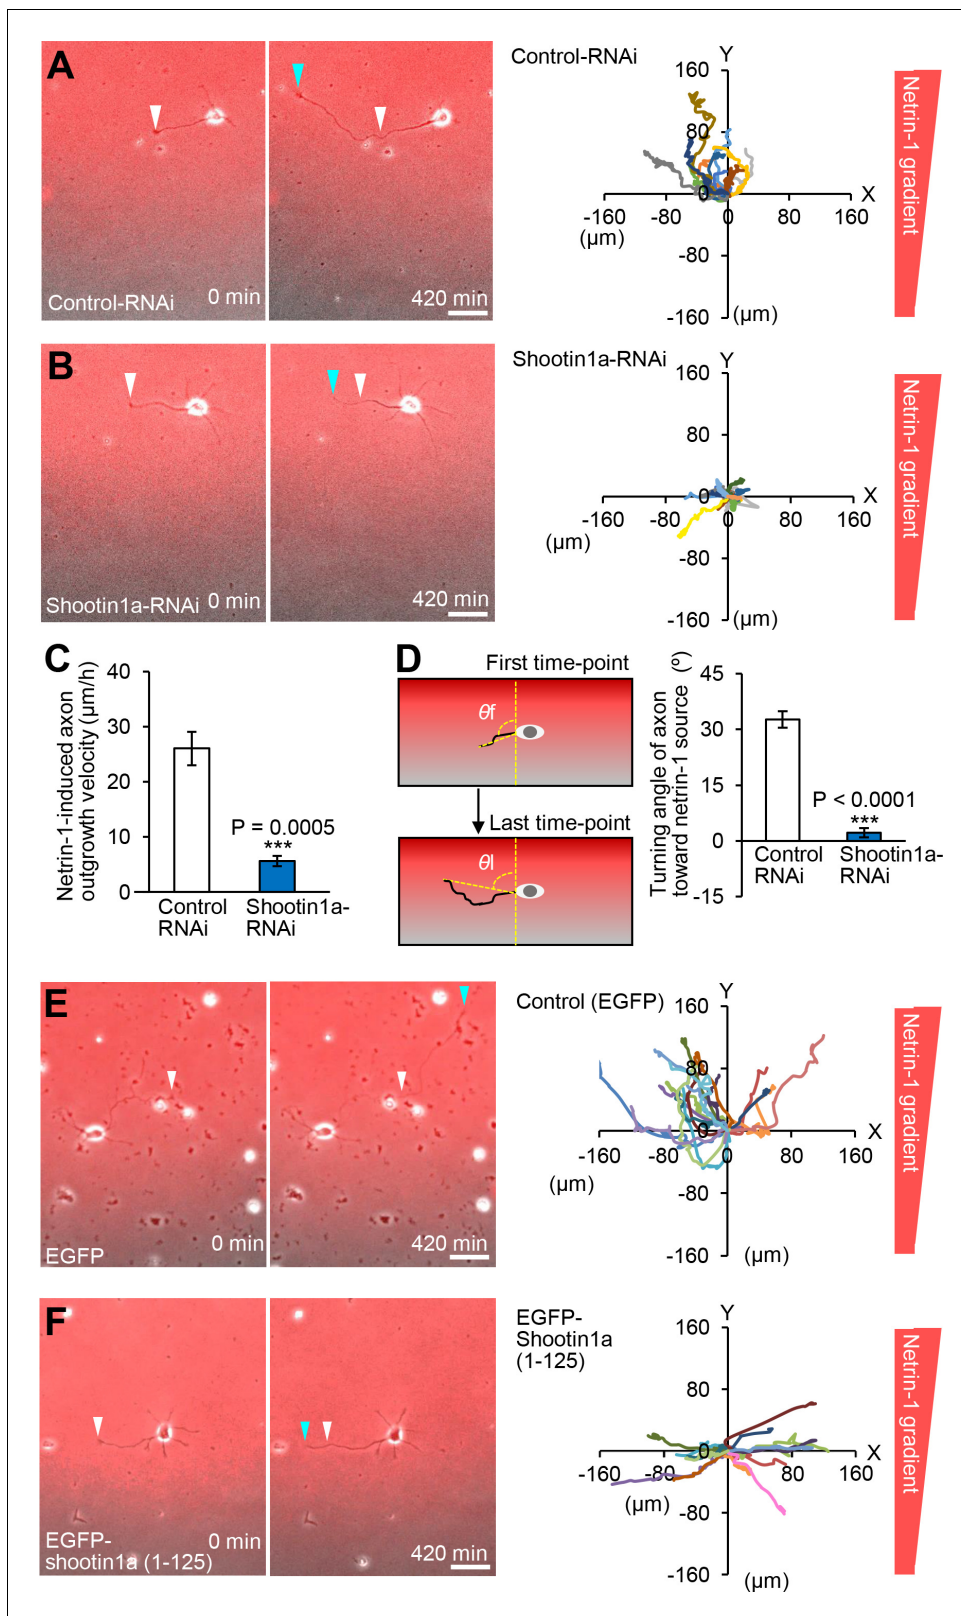 A
Control-RNAi
0 min
420 min
Control-RNAi
Y
160
80
0
-80
-160
-160
-80
0
80
160
X
(µm)
(µm)
Netrin-1 gradient
B
Shootin1a-RNAi
0 min
420 min
Shootin1a-RNAi
Y
160
80
0
-80
-160
-160
-80
0
80
160
X
(µm)
(µm)
Netrin-1 gradient
C
Netrin-1-induced axon
outgrowth velocity (µm/h)
40
30
20
10
0
P = 0.0005
***
Control
RNAi
Shootin1a-
RNAi
D
First time-point
θf
Last time-point
θl
Turning angle of axon
toward netrin-1 source (º)
45
30
15
0
-15
P < 0.0001
***
Control
RNAi
Shootin1a-
RNAi
E
EGFP
0 min
420 min
Control (EGFP)
Y
160
80
0
-80
-160
-160
-80
0
80
160
X
(µm)
(µm)
Netrin-1 gradient
F
EGFP-
shootin1a (1-125)
0 min
420 min
EGFP-
Shootin1a
(1-125)
Y
160
80
0
-80
-160
-160
-80
0
80
160
X
(µm)
(µm)
Netrin-1 gradient